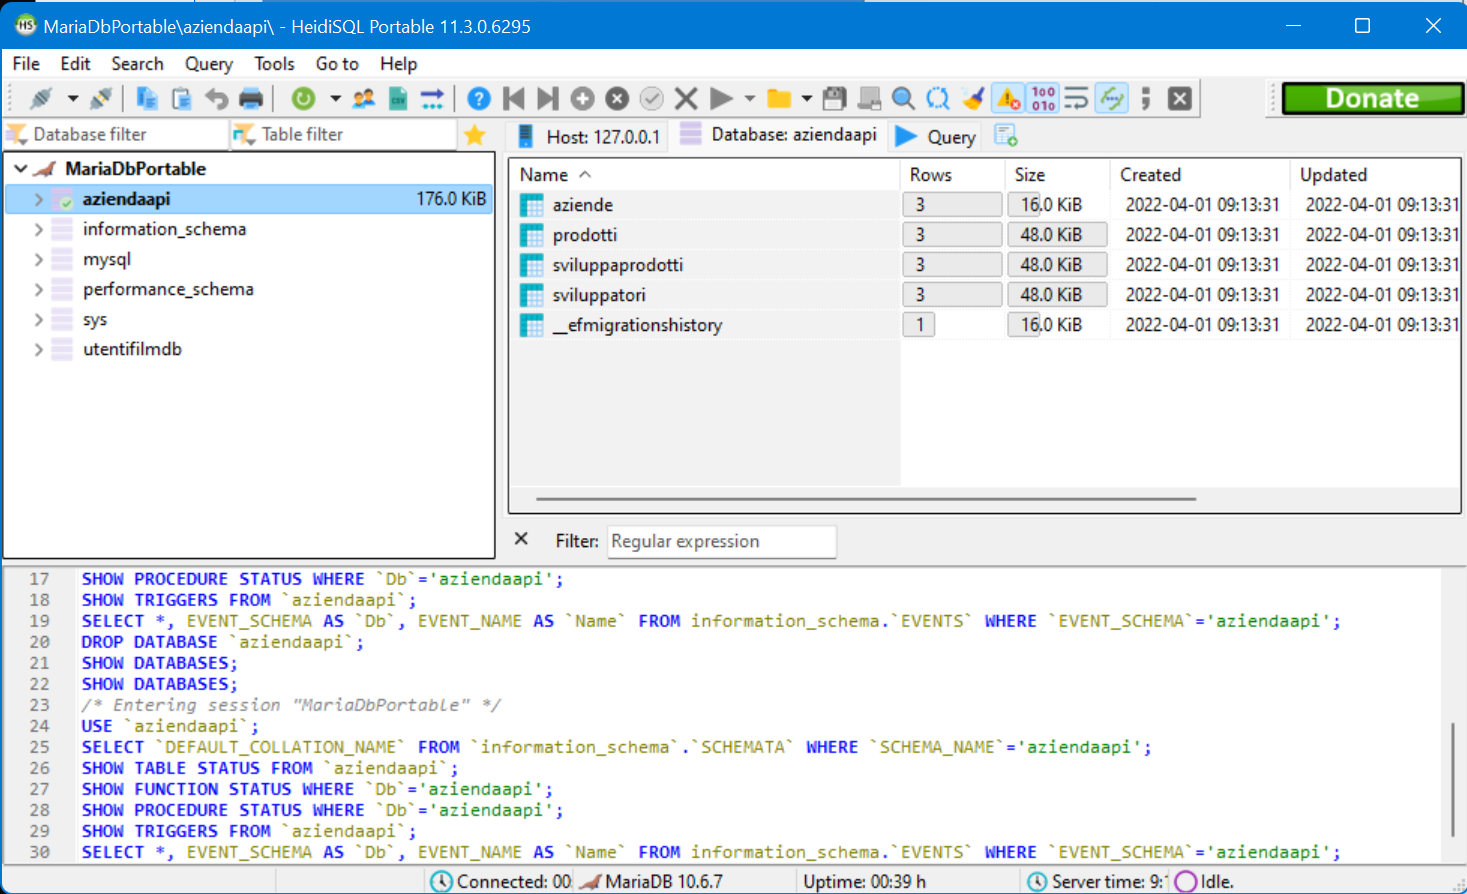 MariaDbPortable\aziendaapi\ - HeidiSQL Portable 11.3.0.6295
File Edit Search Query Tools Go to Help
Donate
Database filter Table filter Host: 127.0.0.1 Database: aziendaapi Query
MariaDbPortable
aziendaapi 176.0 KiB
information_schema
mysql
performance_schema
sys
utentifilmdb
Name Rows Size Created Updated
aziende 3 16.0 KiB 2022-04-01 09:13:31 2022-04-01 09:13:31
prodotti 3 48.0 KiB 2022-04-01 09:13:31 2022-04-01 09:13:31
sviluppaprodotti 3 48.0 KiB 2022-04-01 09:13:31 2022-04-01 09:13:31
sviluppatori 3 48.0 KiB 2022-04-01 09:13:31 2022-04-01 09:13:31
__efmigrationshistory 1 16.0 KiB 2022-04-01 09:13:31 2022-04-01 09:13:31
Filter: Regular expression
17 SHOW PROCEDURE STATUS WHERE `Db`='aziendaapi';
18 SHOW TRIGGERS FROM `aziendaapi`;
19 SELECT *, EVENT_SCHEMA AS `Db`, EVENT_NAME AS `Name` FROM information_schema.`EVENTS` WHERE `EVENT_SCHEMA`='aziendaapi';
20 DROP DATABASE `aziendaapi`;
21 SHOW DATABASES;
22 SHOW DATABASES;
23 /* Entering session "MariaDbPortable" */
24 USE `aziendaapi`;
25 SELECT `DEFAULT_COLLATION_NAME` FROM `information_schema`.`SCHEMATA` WHERE `SCHEMA_NAME`='aziendaapi';
26 SHOW TABLE STATUS FROM `aziendaapi`;
27 SHOW FUNCTION STATUS WHERE `Db`='aziendaapi';
28 SHOW PROCEDURE STATUS WHERE `Db`='aziendaapi';
29 SHOW TRIGGERS FROM `aziendaapi`;
30 SELECT *, EVENT_SCHEMA AS `Db`, EVENT_NAME AS `Name` FROM information_schema.`EVENTS` WHERE `EVENT_SCHEMA`='aziendaapi';
Connected: 00: MariaDB 10.6.7 Uptime: 00:39 h Server time: 9: Idle.